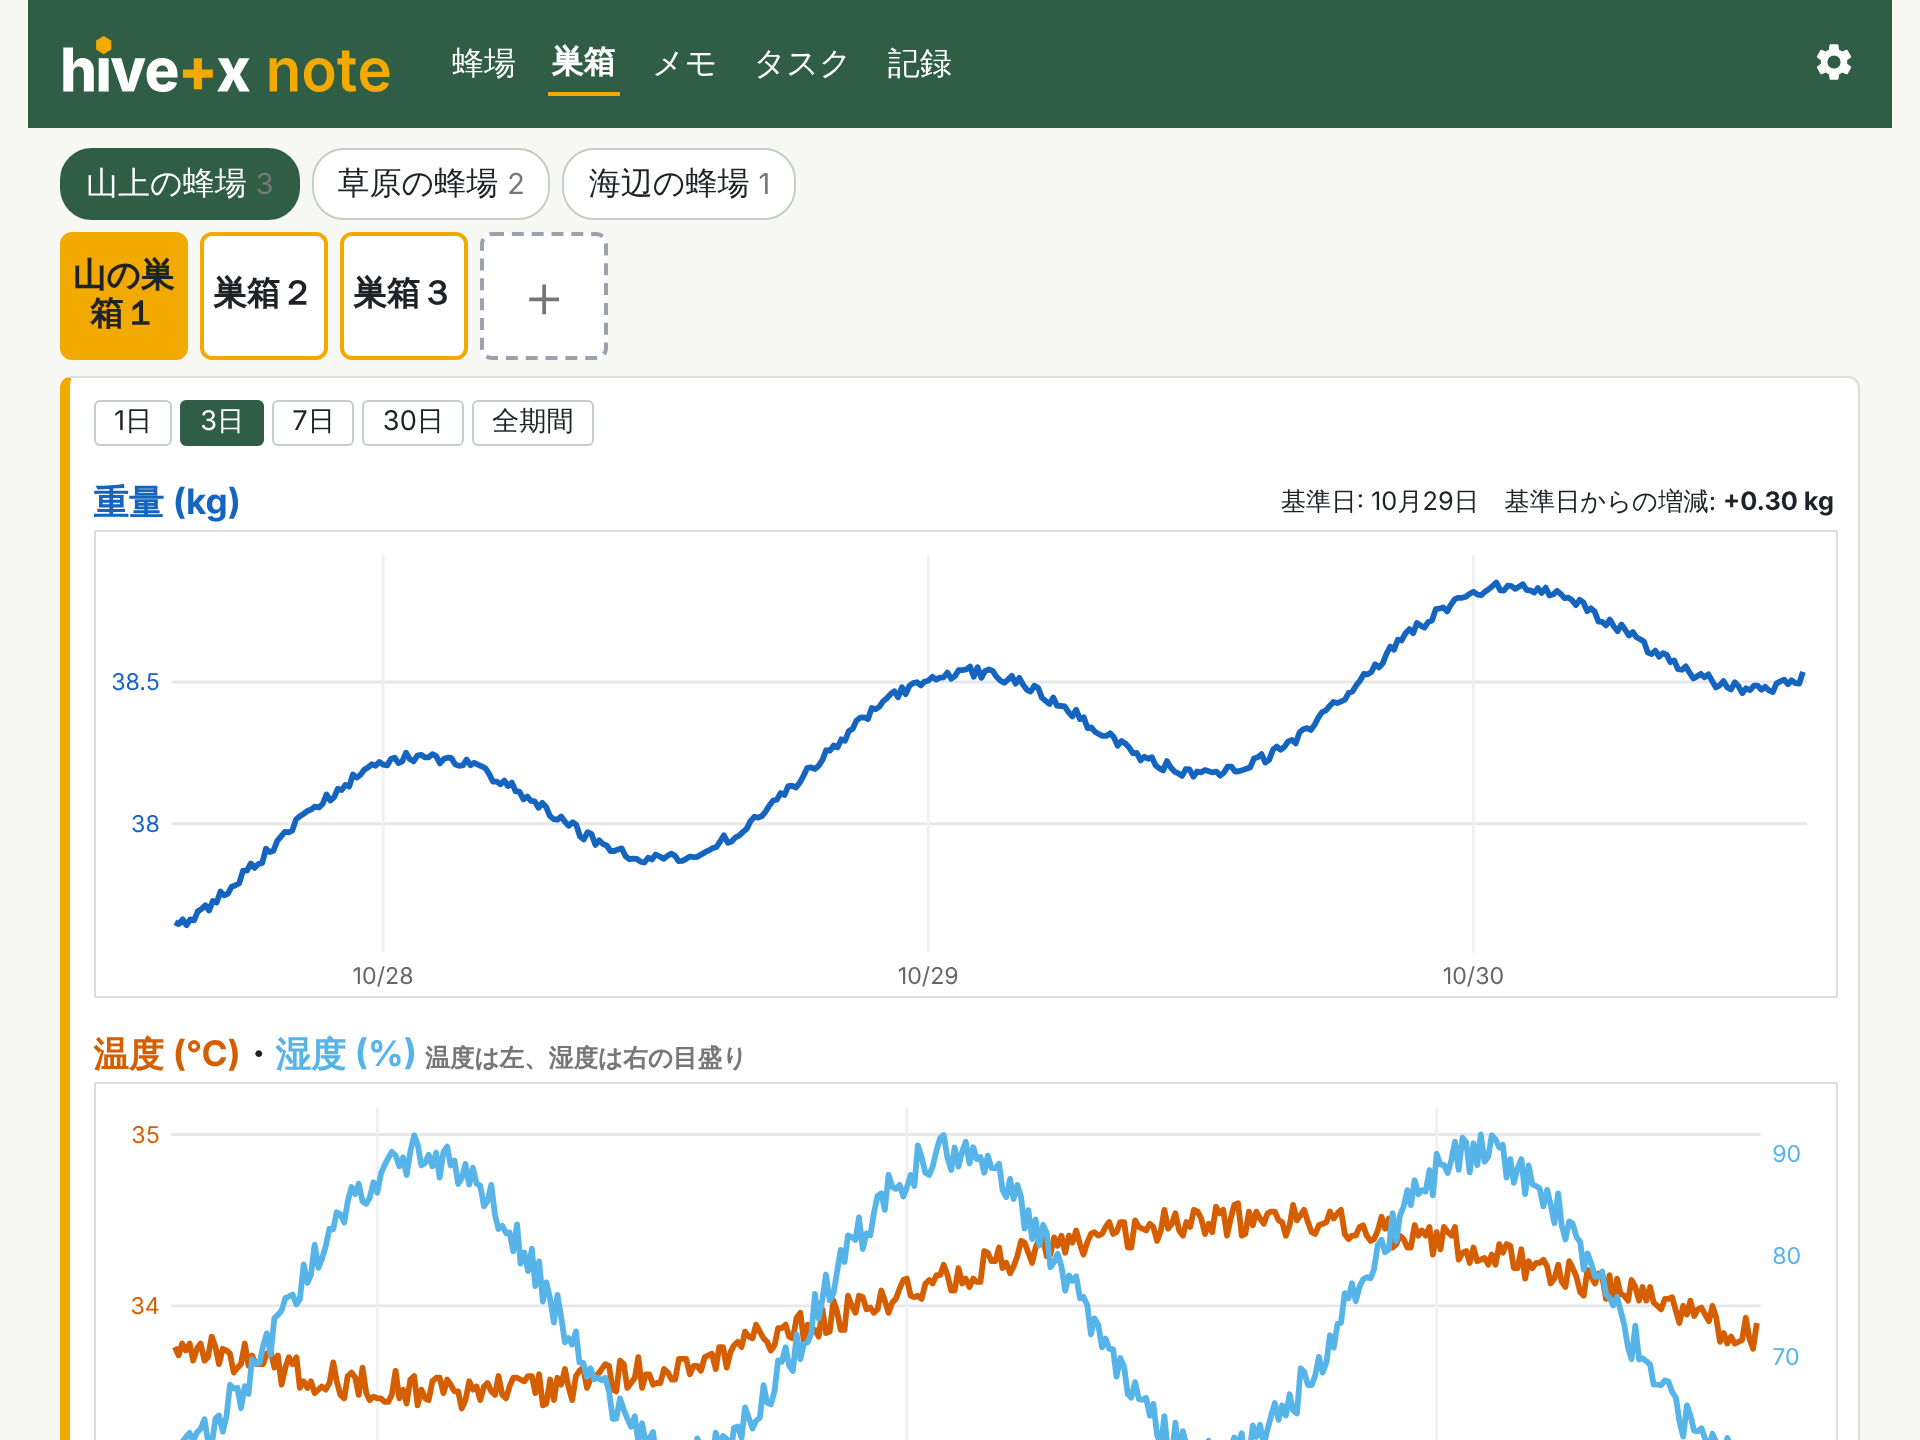 hive+x note 蜂場 巣箱 メモ タスク 記録
山上の蜂場 3 草原の蜂場 2 海辺の蜂場 1
山の巣箱１ 巣箱２ 巣箱３ +
1日 3日 7日 30日 全期間
重量 (kg) 基準日: 10月29日 基準日からの増減: +0.30 kg
38.5
38
10/28 10/29 10/30
温度 (°C)・湿度 (%) 温度は左、湿度は右の目盛り
35
90
80
34
70